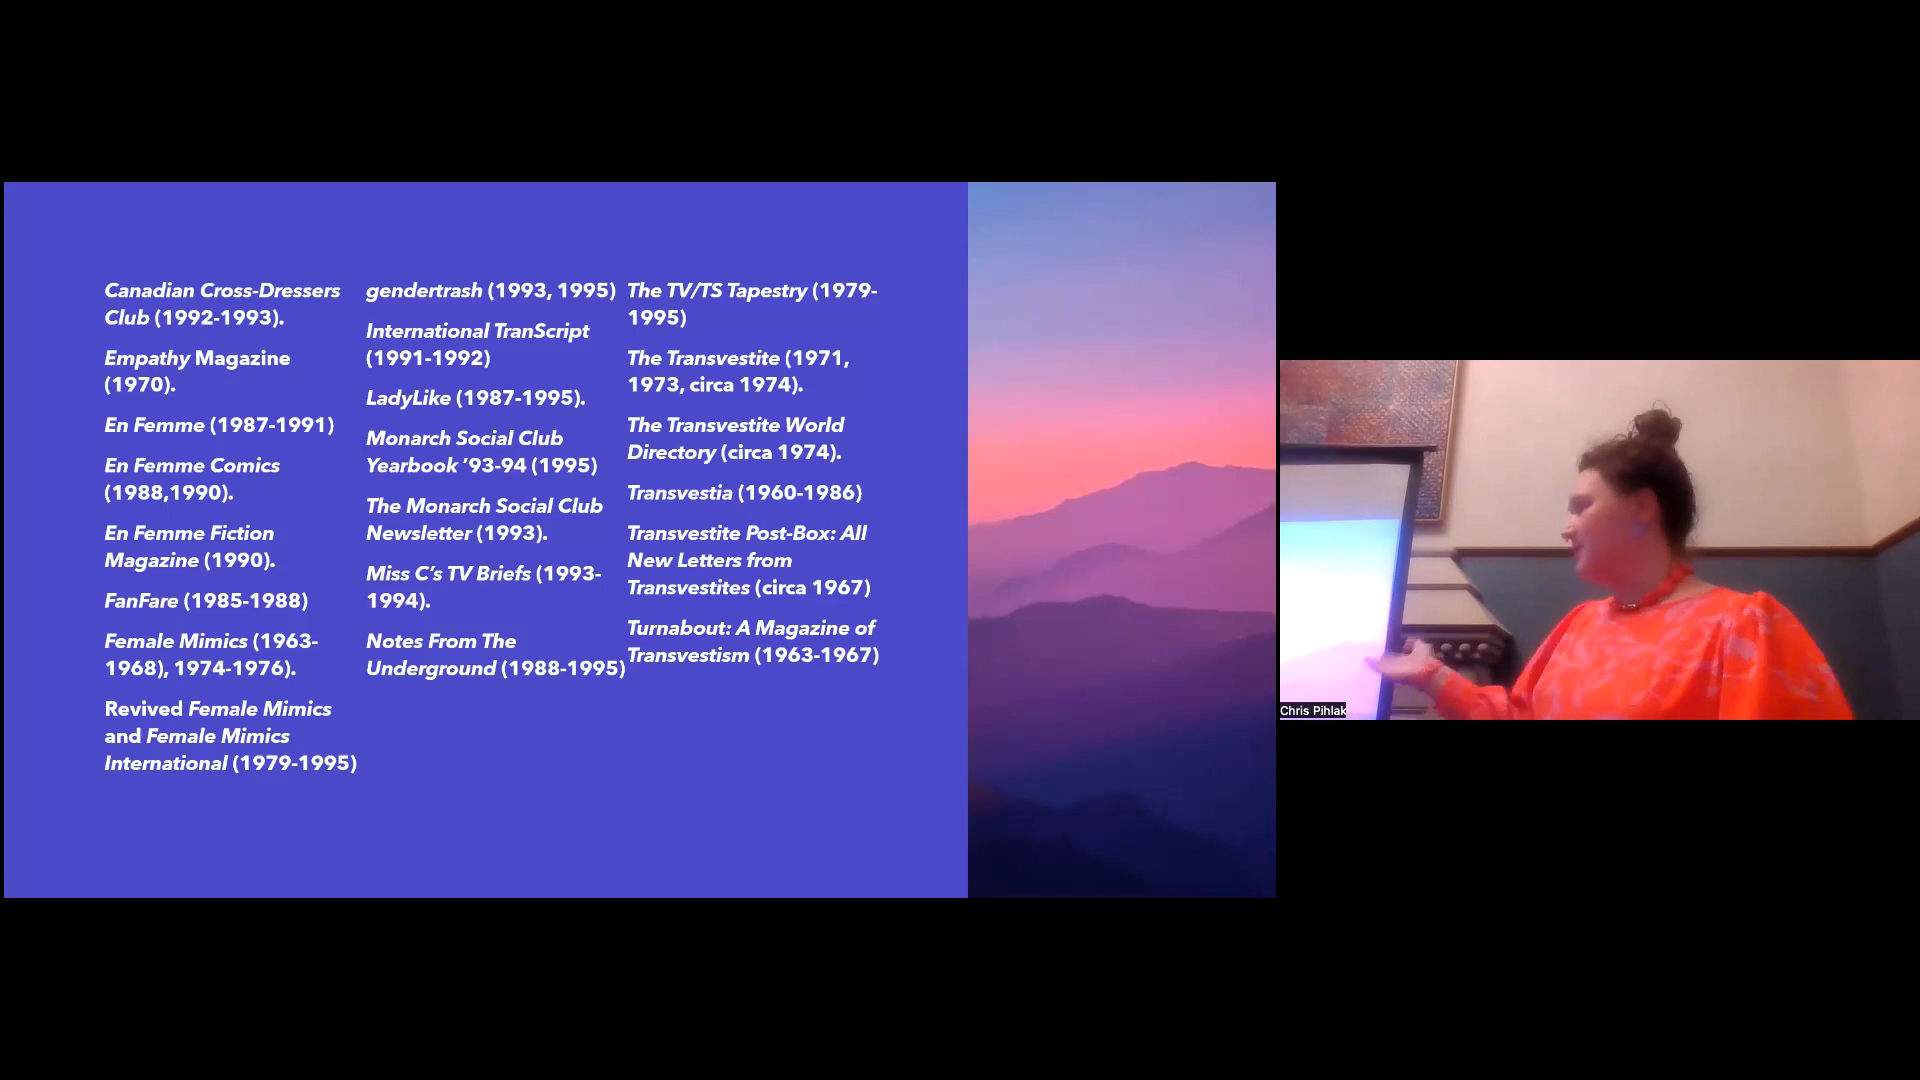 Canadian Cross-Dressers
Club (1992-1993).
Empathy Magazine
(1970).
En Femme (1987-1991)
En Femme Comics
(1988,1990).
En Femme Fiction
Magazine (1990).
FanFare (1985-1988)
Female Mimics (1963-
1968), 1974-1976).
Revived Female Mimics
and Female Mimics
International (1979-1995)
gendertrash (1993, 1995)
International TranScript
(1991-1992)
LadyLike (1987-1995).
Monarch Social Club
Yearbook ’93-94 (1995)
The Monarch Social Club
Newsletter (1993).
Miss C’s TV Briefs (1993-
1994).
Notes From The
Underground (1988-1995)
The TV/TS Tapestry (1979-
1995)
The Transvestite (1971,
1973, circa 1974).
The Transvestite World
Directory (circa 1974).
Transvestia (1960-1986)
Transvestite Post-Box: All
New Letters from
Transvestites (circa 1967)
Turnabout: A Magazine of
Transvestism (1963-1967)
Chris Pihlak